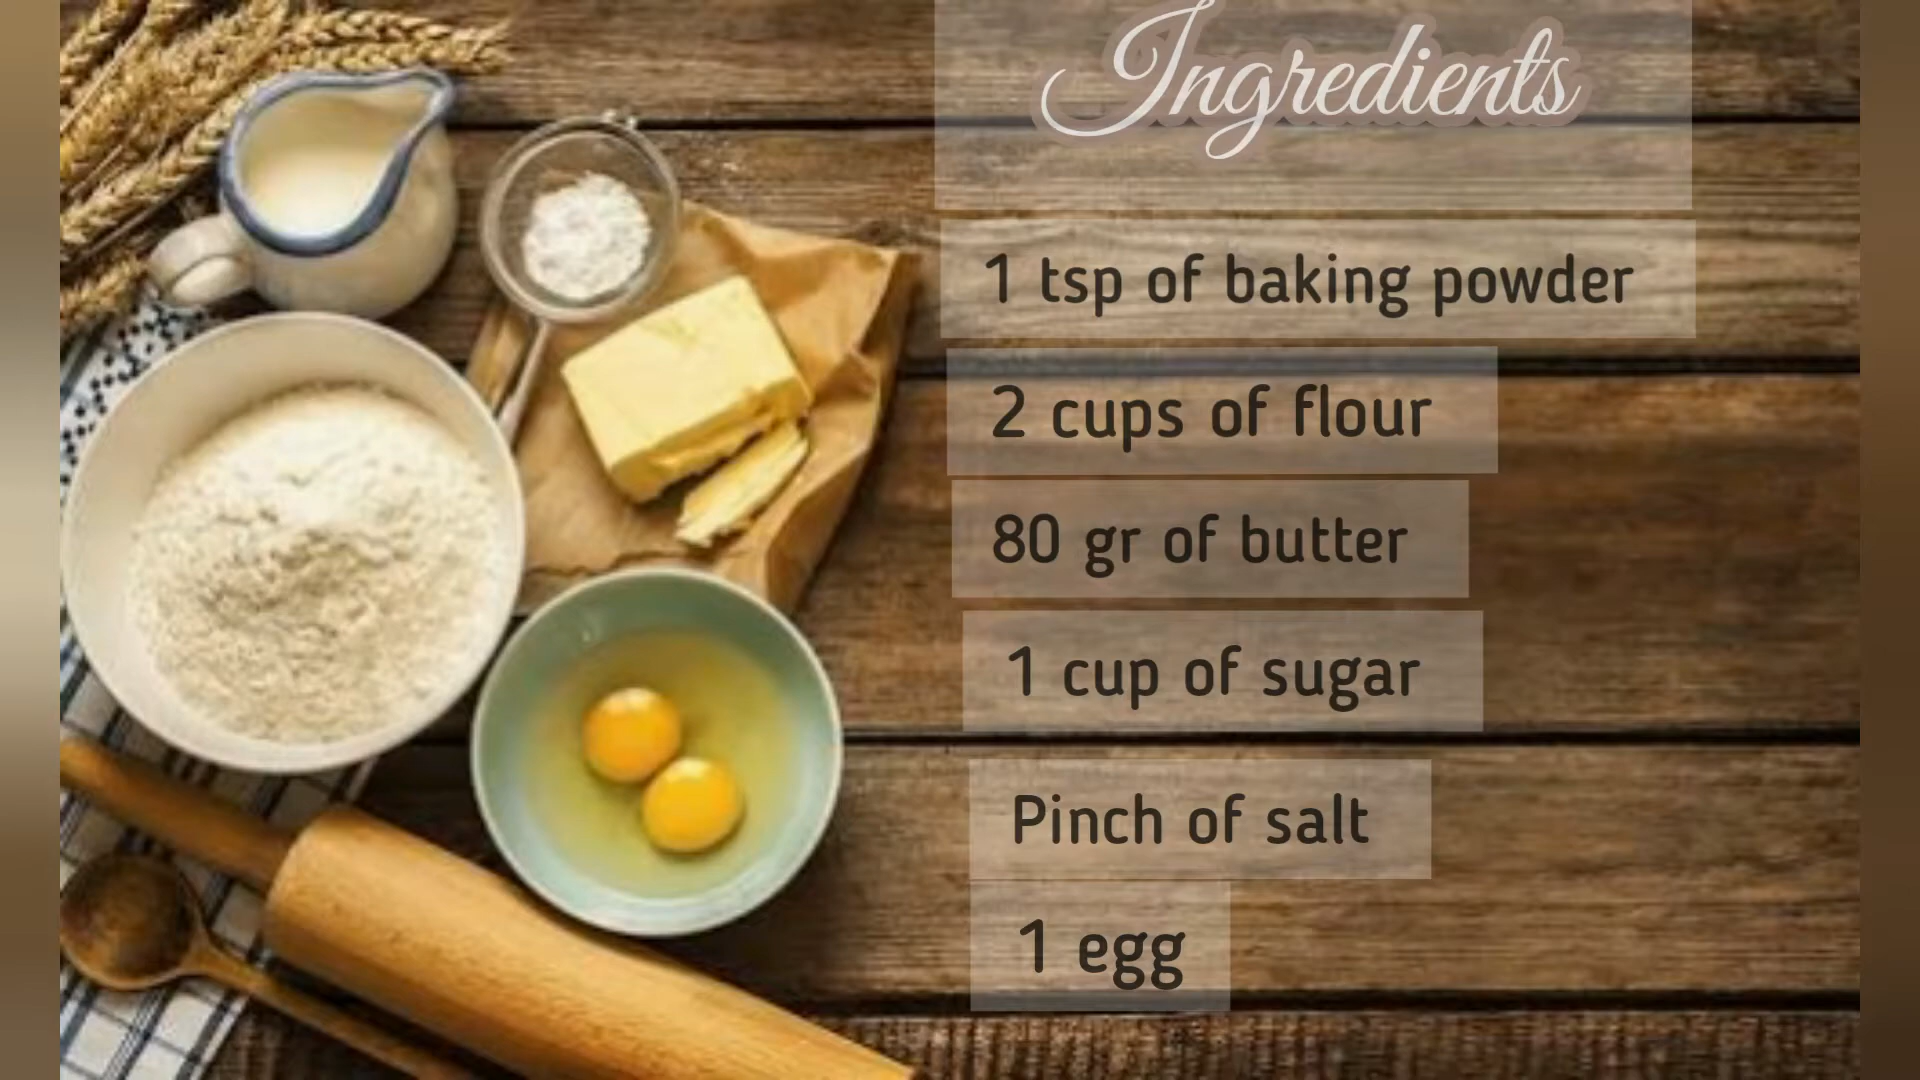 Ingredients
1 tsp of baking powder
2 cups of flour
80 gr of butter
1 cup of sugar
Pinch of salt
1 egg